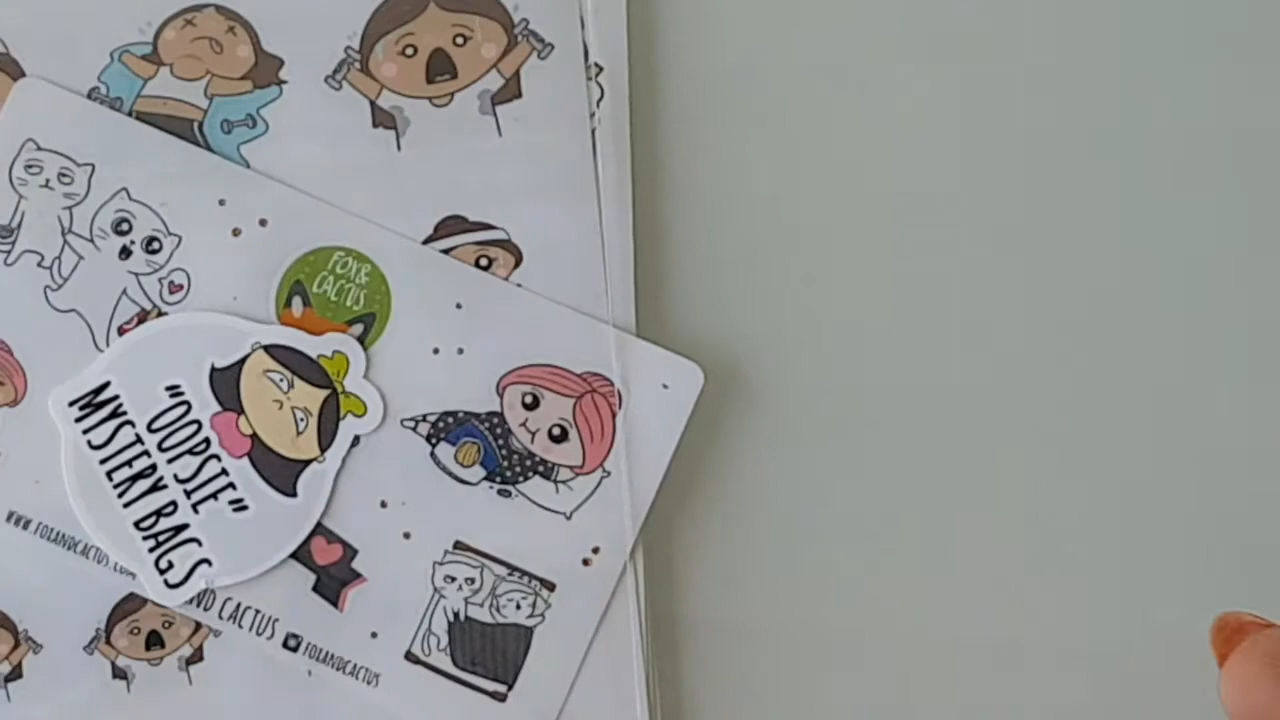 FOX&
CACTUS
"OOPSIE"
MYSTERY BAGS
WWW.FOXANDCACTUS.COM
AND CACTUS
FOXANDCACTUS